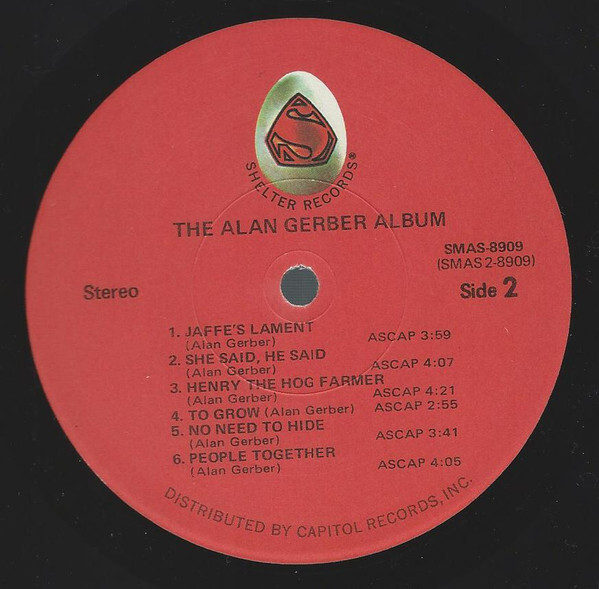 S
SHELTER RECORDS®
THE ALAN GERBER ALBUM
SMAS-8909
(SMAS 2-8909)
Stereo
Side 2
1. JAFFE'S LAMENT
(Alan Gerber) ASCAP 3:59
2. SHE SAID, HE SAID
(Alan Gerber) ASCAP 4:07
3. HENRY THE HOG FARMER
(Alan Gerber) ASCAP 4:21
4. TO GROW (Alan Gerber) ASCAP 2:55
5. NO NEED TO HIDE
(Alan Gerber) ASCAP 3:41
6. PEOPLE TOGETHER
(Alan Gerber) ASCAP 4:05
DISTRIBUTED BY CAPITOL RECORDS, INC.